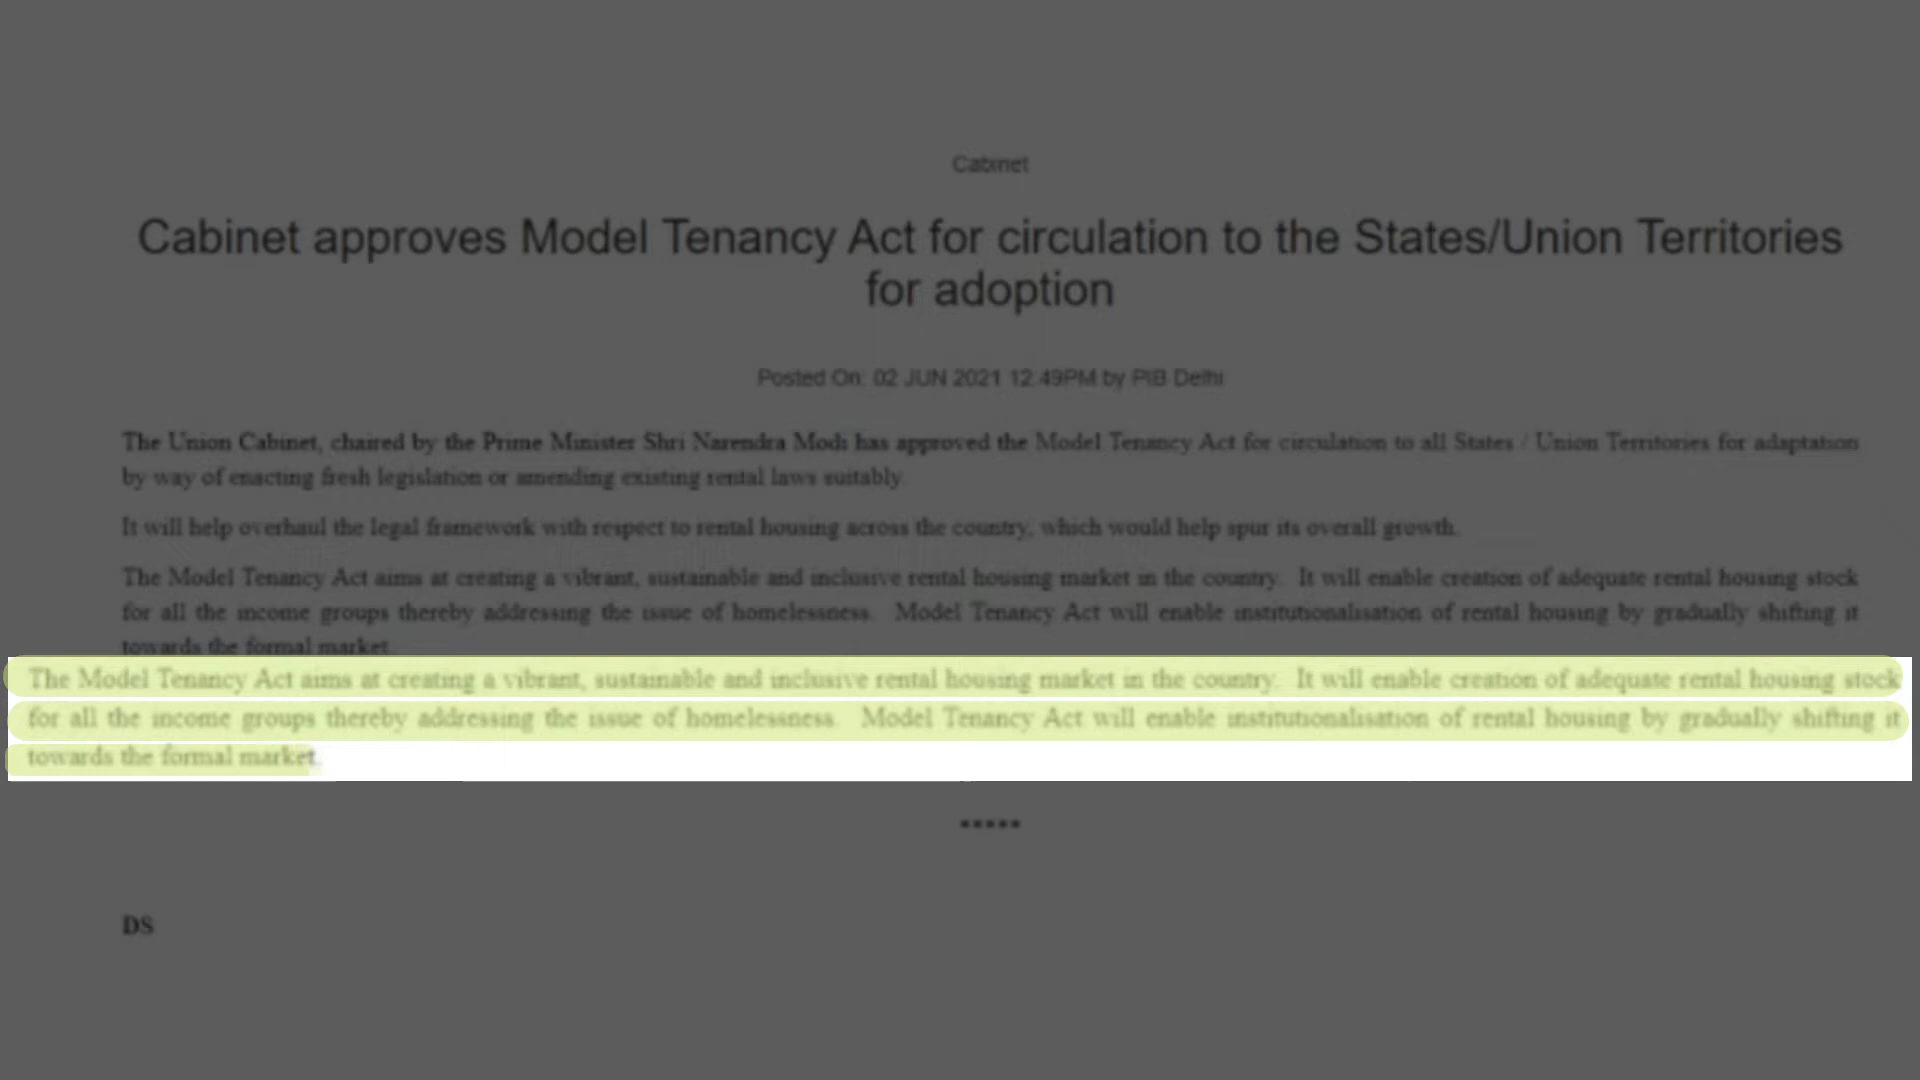 Cabinet
Cabinet approves Model Tenancy Act for circulation to the States/Union Territories
for adoption
Posted On: 02 JUN 2021 12:49PM by PIB Delhi
The Union Cabinet, chaired by the Prime Minister Shri Narendra Modi has approved the Model Tenancy Act for circulation to all States / Union Territories for adaptation
by way of enacting fresh legislation or amending existing rental laws suitably.
It will help overhaul the legal framework with respect to rental housing across the country, which would help spur its overall growth.
The Model Tenancy Act aims at creating a vibrant, sustainable and inclusive rental housing market in the country. It will enable creation of adequate rental housing stock
for all the income groups thereby addressing the issue of homelessness. Model Tenancy Act will enable institutionalisation of rental housing by gradually shifting it
towards the formal market.
The Model Tenancy Act aims at creating a vibrant, sustainable and inclusive rental housing market in the country. It will enable creation of adequate rental housing stock
for all the income groups thereby addressing the issue of homelessness. Model Tenancy Act will enable institutionalisation of rental housing by gradually shifting it
towards the formal market.
*****
DS